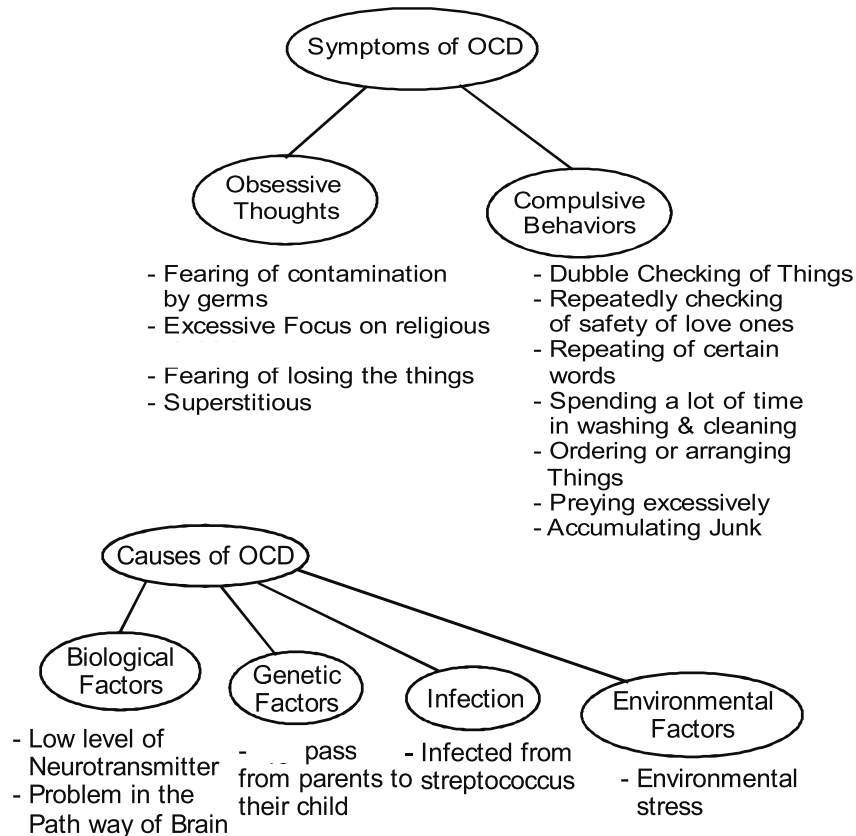 Symptoms of OCD
Obsessive
Thoughts
- Fearing of contamination
by germs
- Excessive Focus on religious
- Fearing of losing the things
- Superstitious
Compulsive
Behaviors
- Dubble Checking of Things
- Repeatedly checking
of safety of love ones
- Repeating of certain
words
- Spending a lot of time
in washing & cleaning
- Ordering or arranging
Things
- Preying excessively
- Accumulating Junk
Causes of OCD
Biological
Factors
- Low level of
Neurotransmitter
- Problem in the
Path way of Brain
Genetic
Factors
- pass
from parents to
their child
Infection
- Infected from
streptococcus
Environmental
Factors
- Environmental
stress